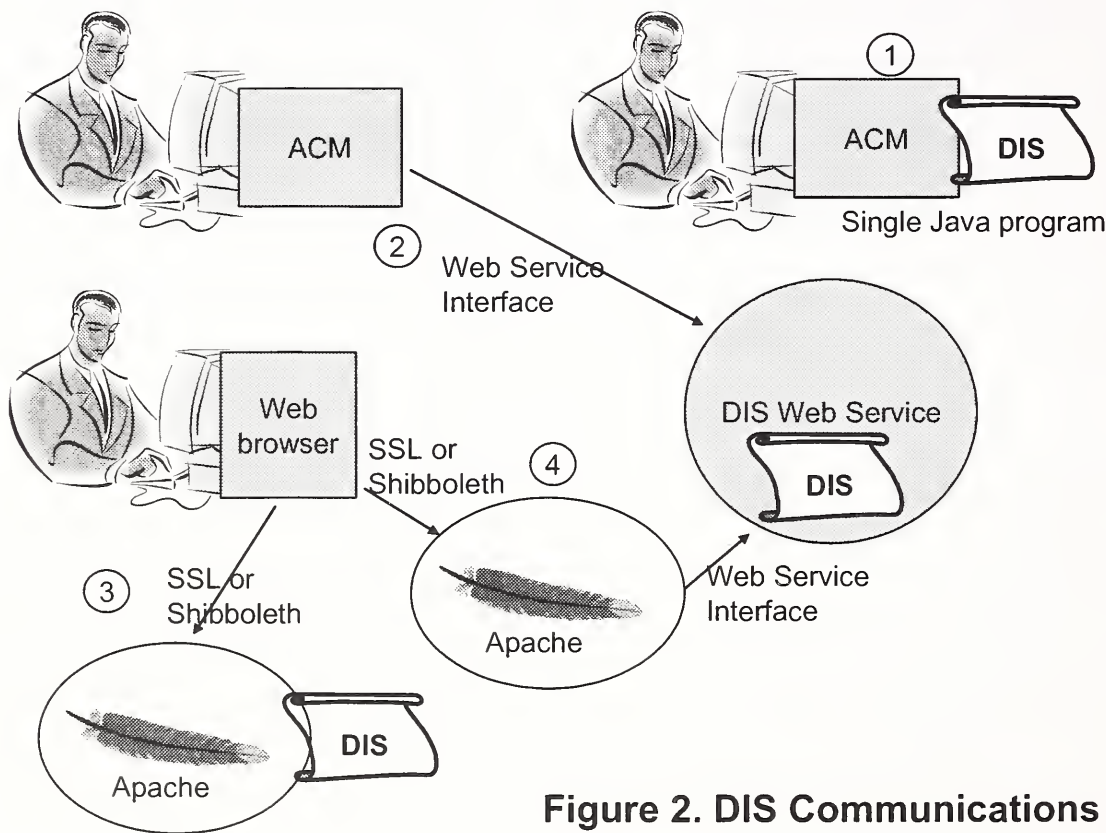 ACM
1
ACM
DIS
Single Java program
2
Web Service
Interface
Web
browser
SSL or
Shibboleth
4
DIS Web Service
DIS
3
SSL or
Shibboleth
Apache
Web Service
Interface
Apache
DIS
Figure 2. DIS Communications